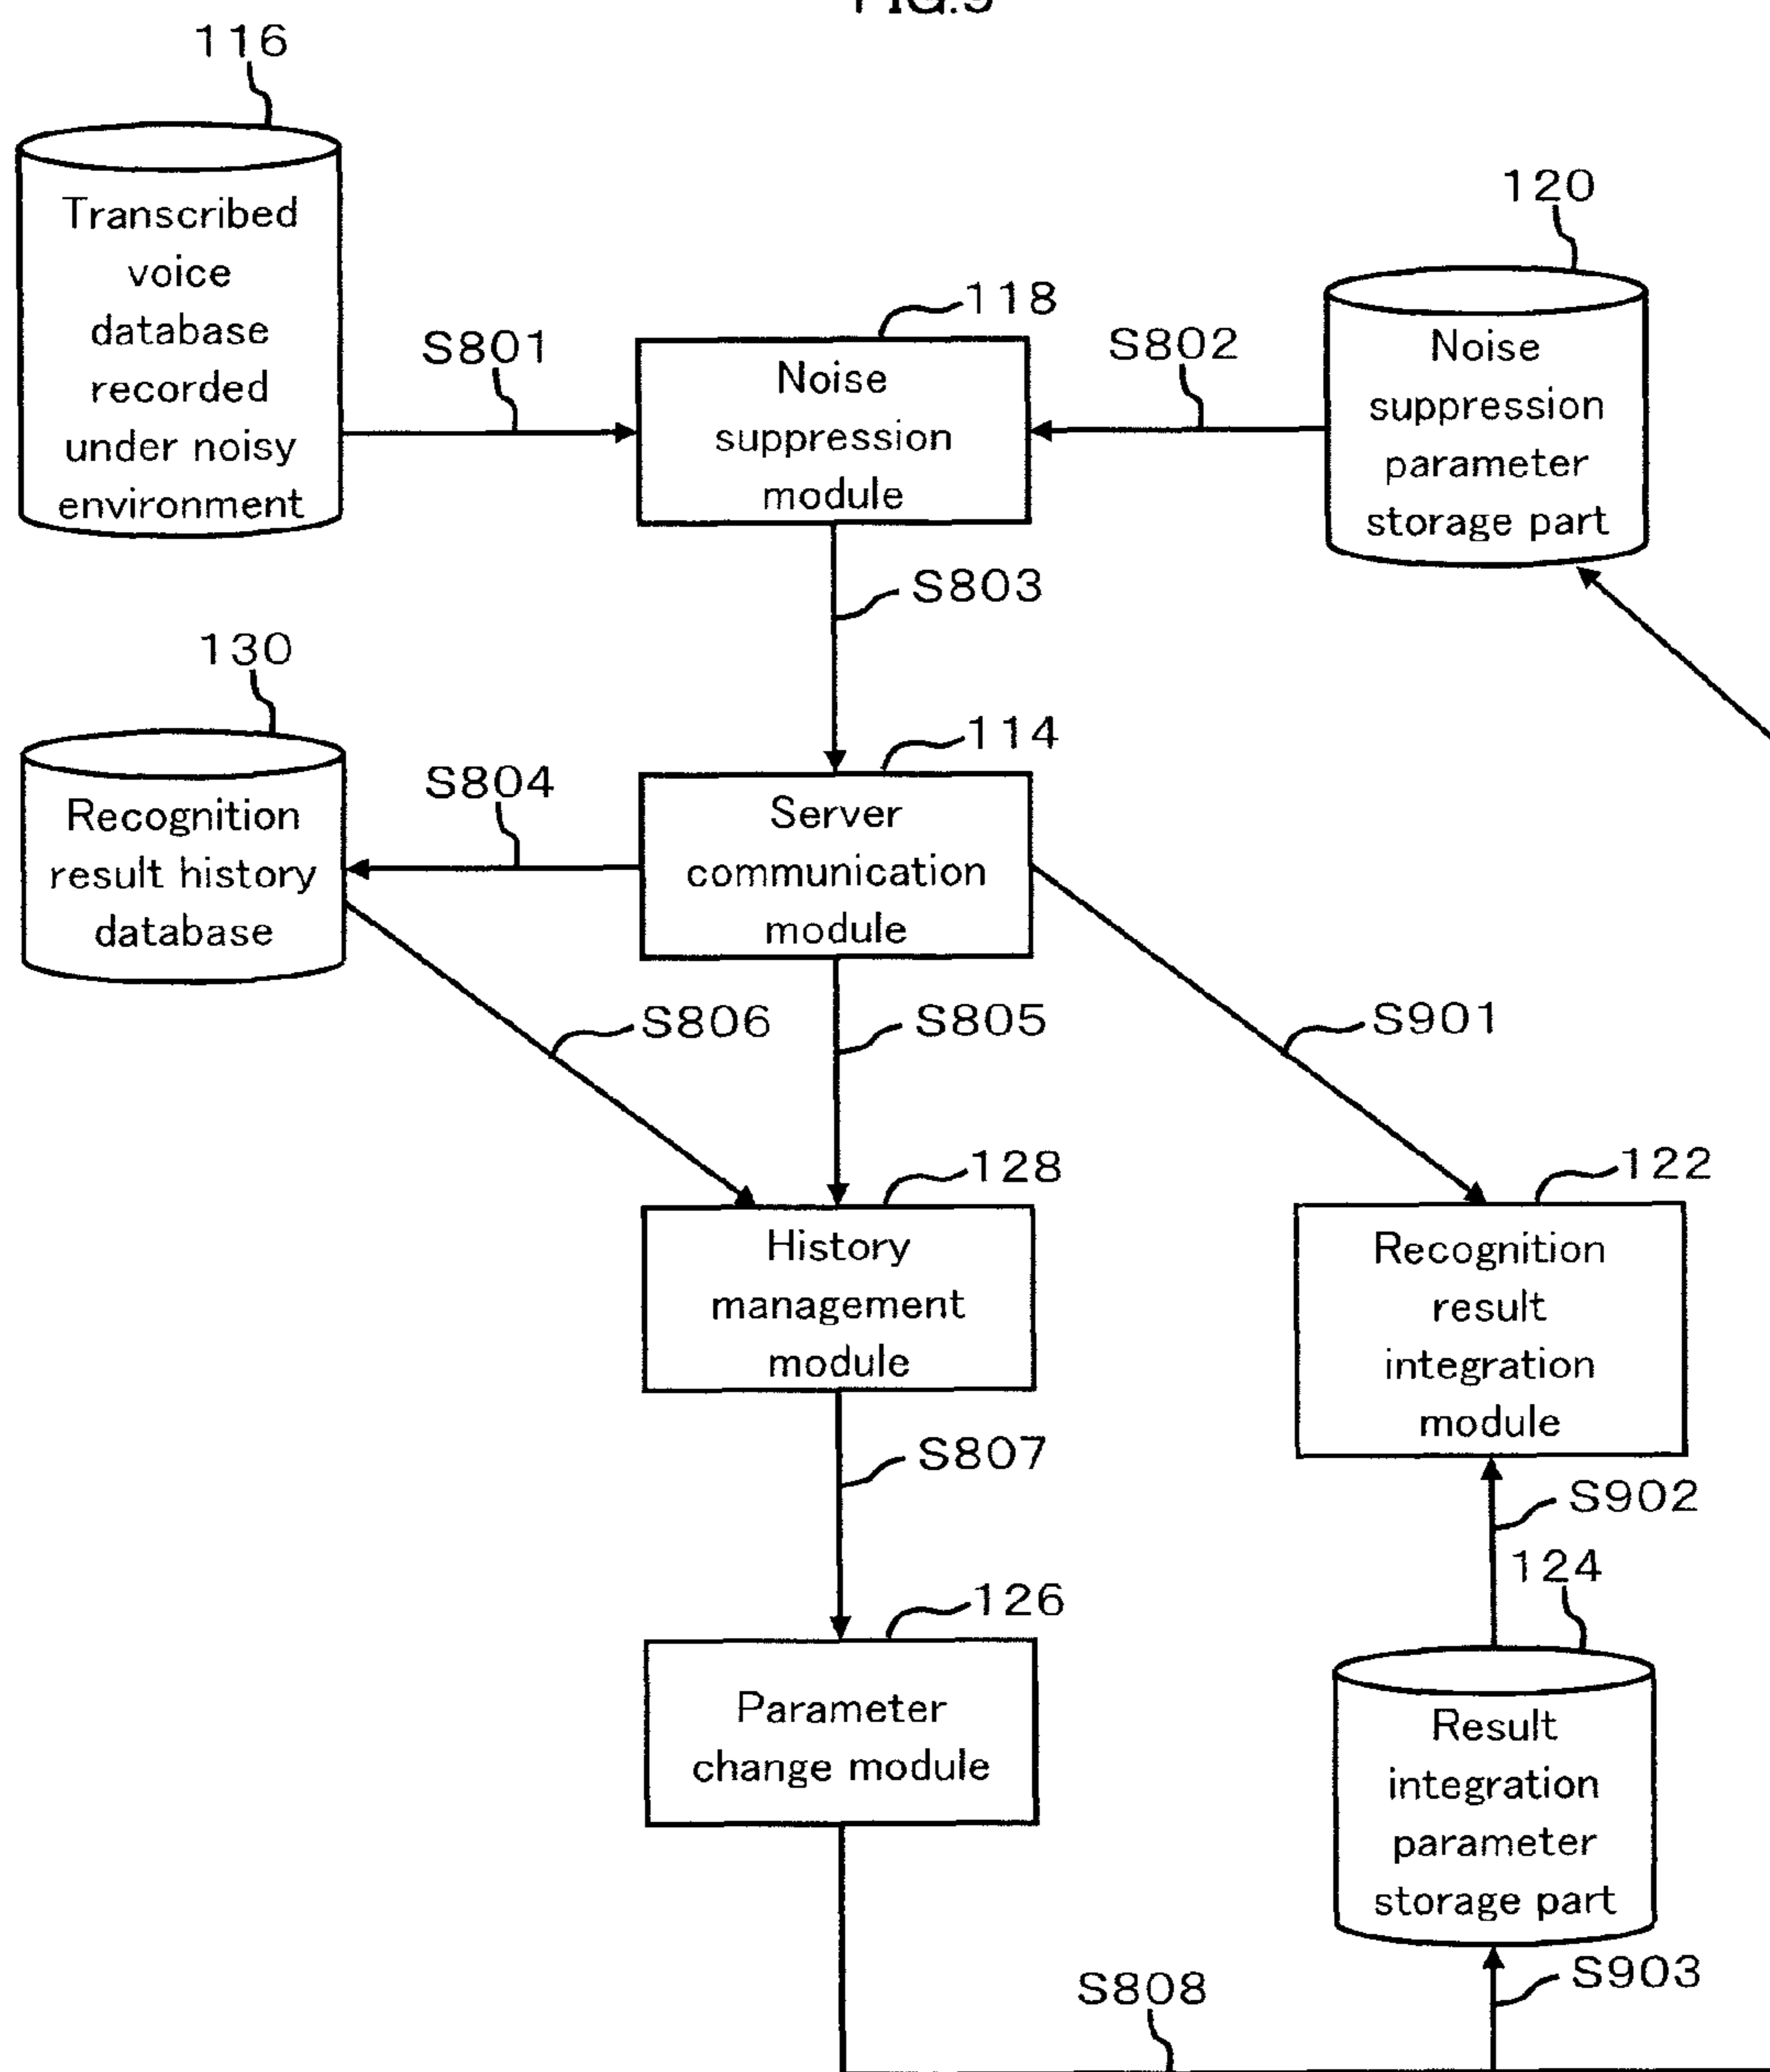 FIG.9
116
Transcribed
voice
database
recorded
under noisy
environment
S801
118
Noise
suppression
module
S802
120
Noise
suppression
parameter
storage part
S803
130
Recognition
result history
database
S804
114
Server
communication
module
S806
S805
S901
128
History
management
module
122
Recognition
result
integration
module
S807
S902
124
126
Parameter
change module
Result
integration
parameter
storage part
S808
S903